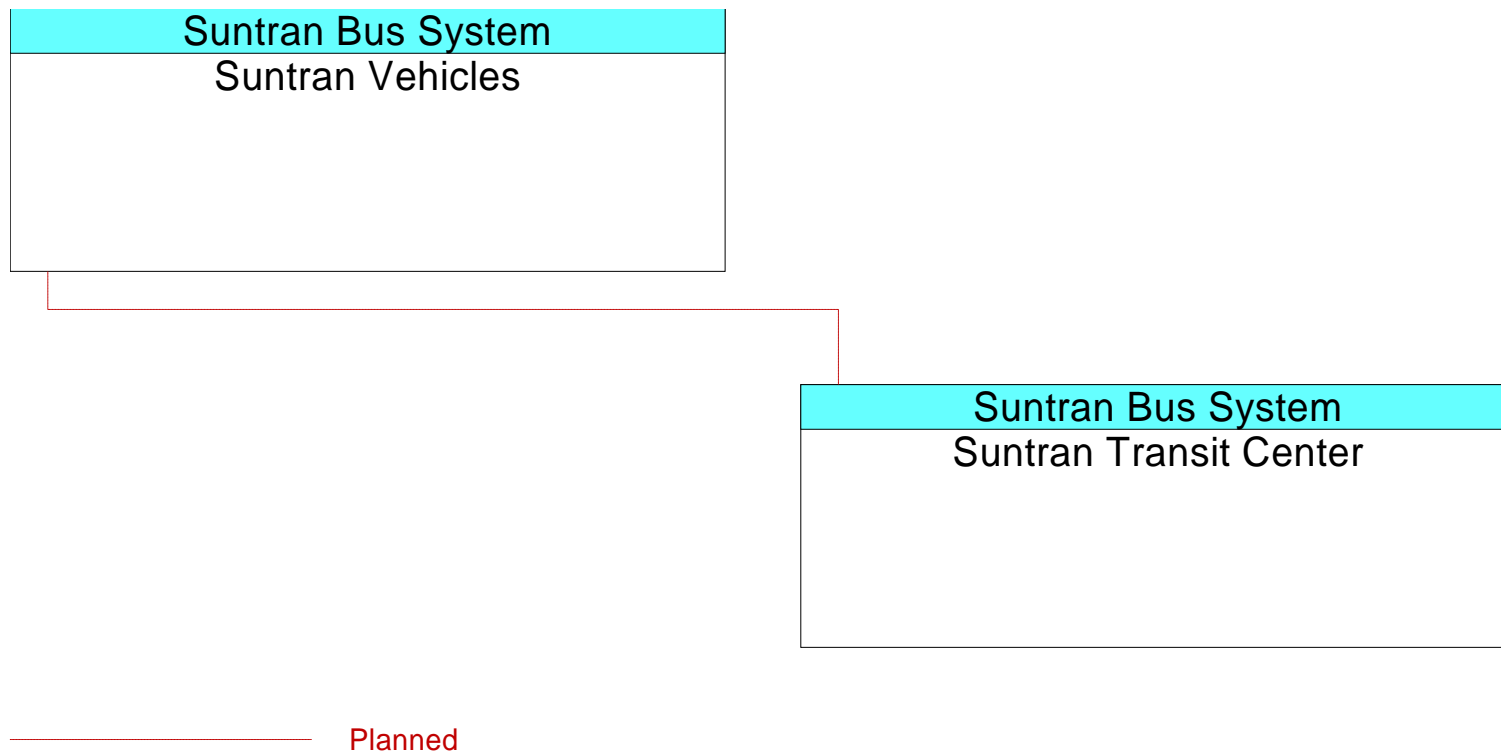 Suntran Bus System
Suntran Vehicles
Suntran Bus System
Suntran Transit Center
Planned